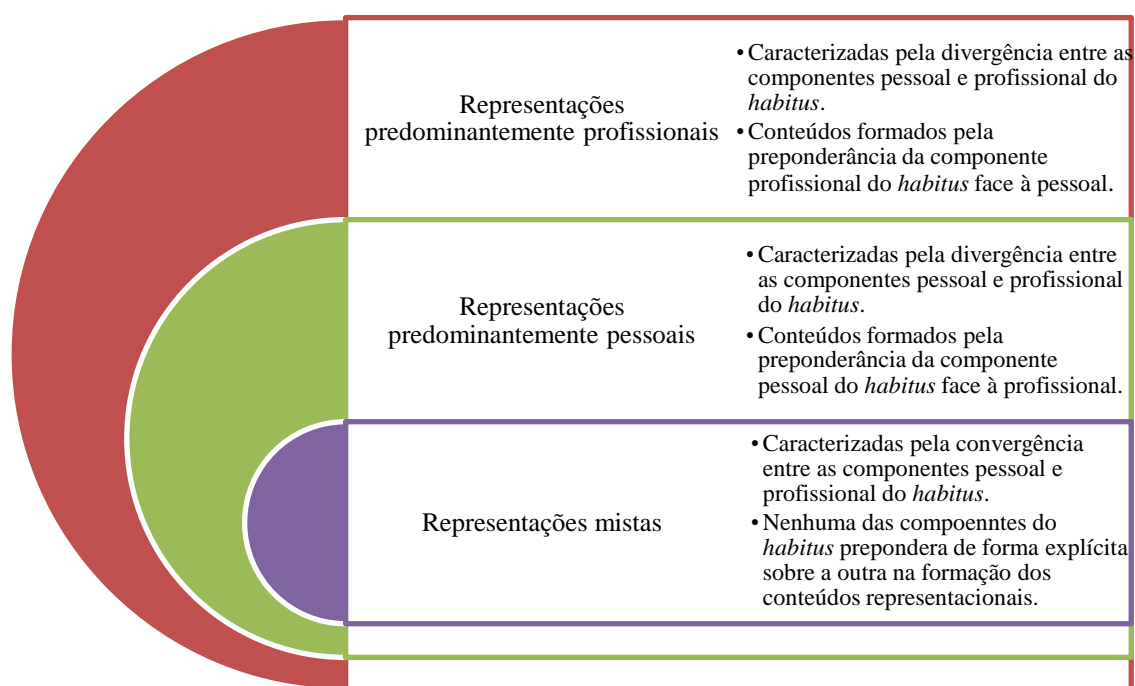 Representações
predominantemente profissionais
• Caracterizadas pela divergência entre as
componentes pessoal e profissional do
habitus.
• Conteúdos formados pela
preponderância da componente
profissional do habitus face à pessoal.
Representações
predominantemente pessoais
• Caracterizadas pela divergência entre
as componentes pessoal e profissional
do habitus.
• Conteúdos formados pela
preponderância da componente
pessoal do habitus face à profissional.
Representações mistas
• Caracterizadas pela convergência
entre as componentes pessoal e
profissional do habitus.
• Nenhuma das compoenntes do
habitus prepondera de forma explícita
sobre a outra na formação dos
conteúdos representacionais.